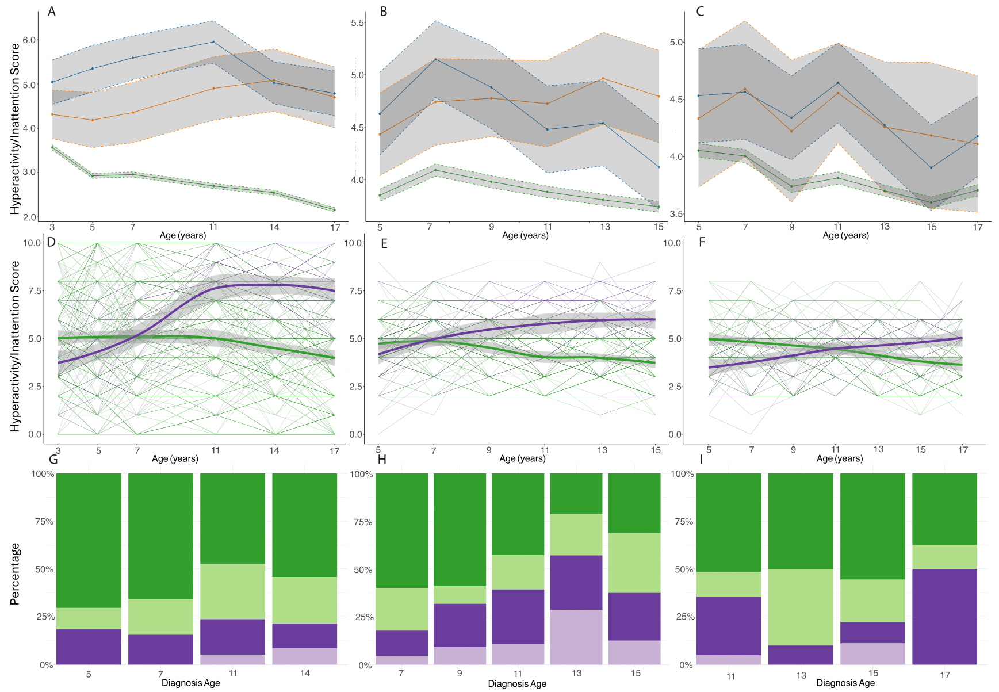 A
B
C
Hyperactivity/Inattention Score
6.0
5.0
4.0
3.0
2.0
3 5 7 11 14 17
Age (years)
5.5
5.0
4.5
4.0
5 7 9 11 13 15
Age (years)
5.0
4.5
4.0
3.5
5 7 9 11 13 15 17
Age (years)
D
E
F
Hyperactivity/Inattention Score
10.0
7.5
5.0
2.5
0.0
3 5 7 11 14 17
Age (years)
10.0
7.5
5.0
2.5
0.0
5 7 9 11 13 15
Age (years)
10.0
7.5
5.0
2.5
0.0
5 7 9 11 13 15 17
Age (years)
G
H
I
Percentage
100%
75%
50%
25%
0%
5 7 11 14
Diagnosis Age
100%
75%
50%
25%
0%
7 9 11 13 15
Diagnosis Age
100%
75%
50%
25%
0%
11 13 15 17
Diagnosis Age